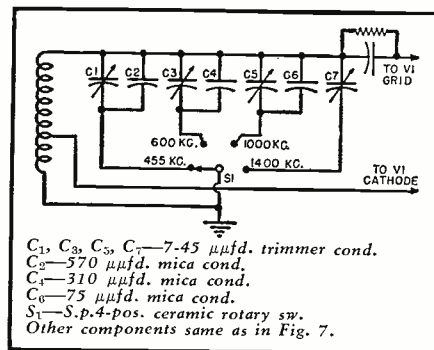 C1 C2 C3 C4 C5 C6 C7
TO V1
GRID
600 KC.
1000 KC.
455 KC.
1400 KC.
S1
TO V1
CATHODE
C₁, C₃, C₅, C₇—7-45 μμfd. trimmer cond.
C₂—570 μμfd. mica cond.
C₄—310 μμfd. mica cond.
C₆—75 μμfd. mica cond.
S₁—S.p.4-pos. ceramic rotary sw.
Other components same as in Fig. 7.